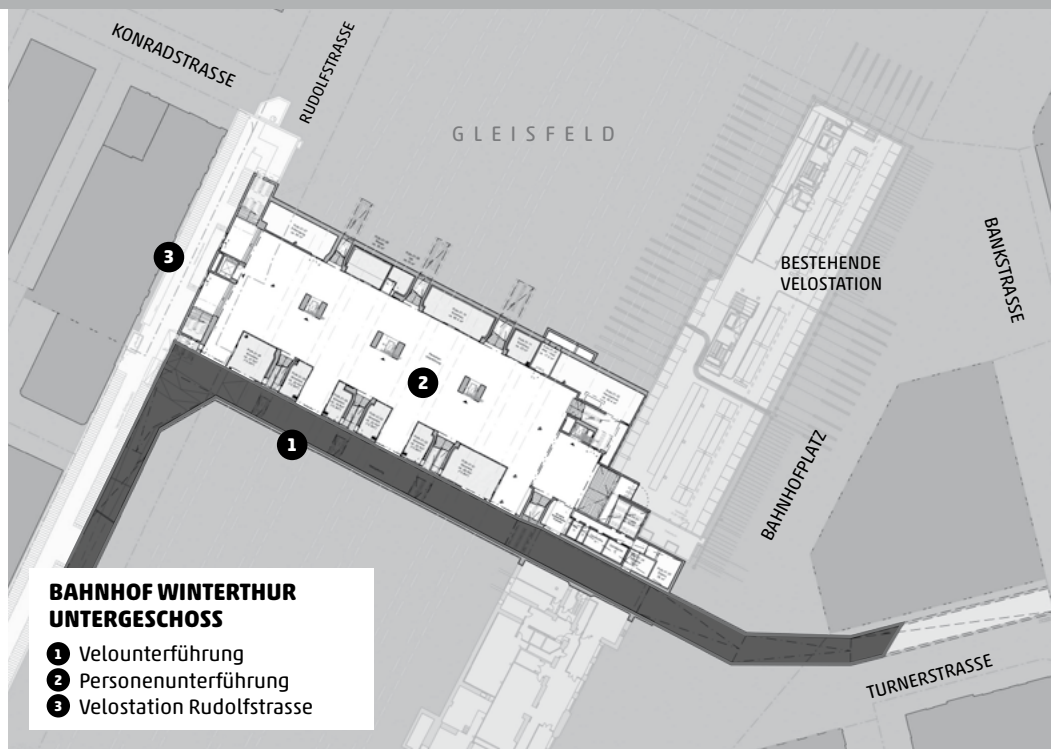 KONRADSTRASSE
RUDOLFSTRASSE
GLEISFELD
3
BESTEHENDE
VELOSTATION
BANKSTRASSE
2
1
BAHNHOFPLATZ
BAHNHOF WINTERTHUR
UNTERGESCHOSS
1 Velounterführung
2 Personenunterführung
3 Velostation Rudolfstrasse
TURNERSTRASSE